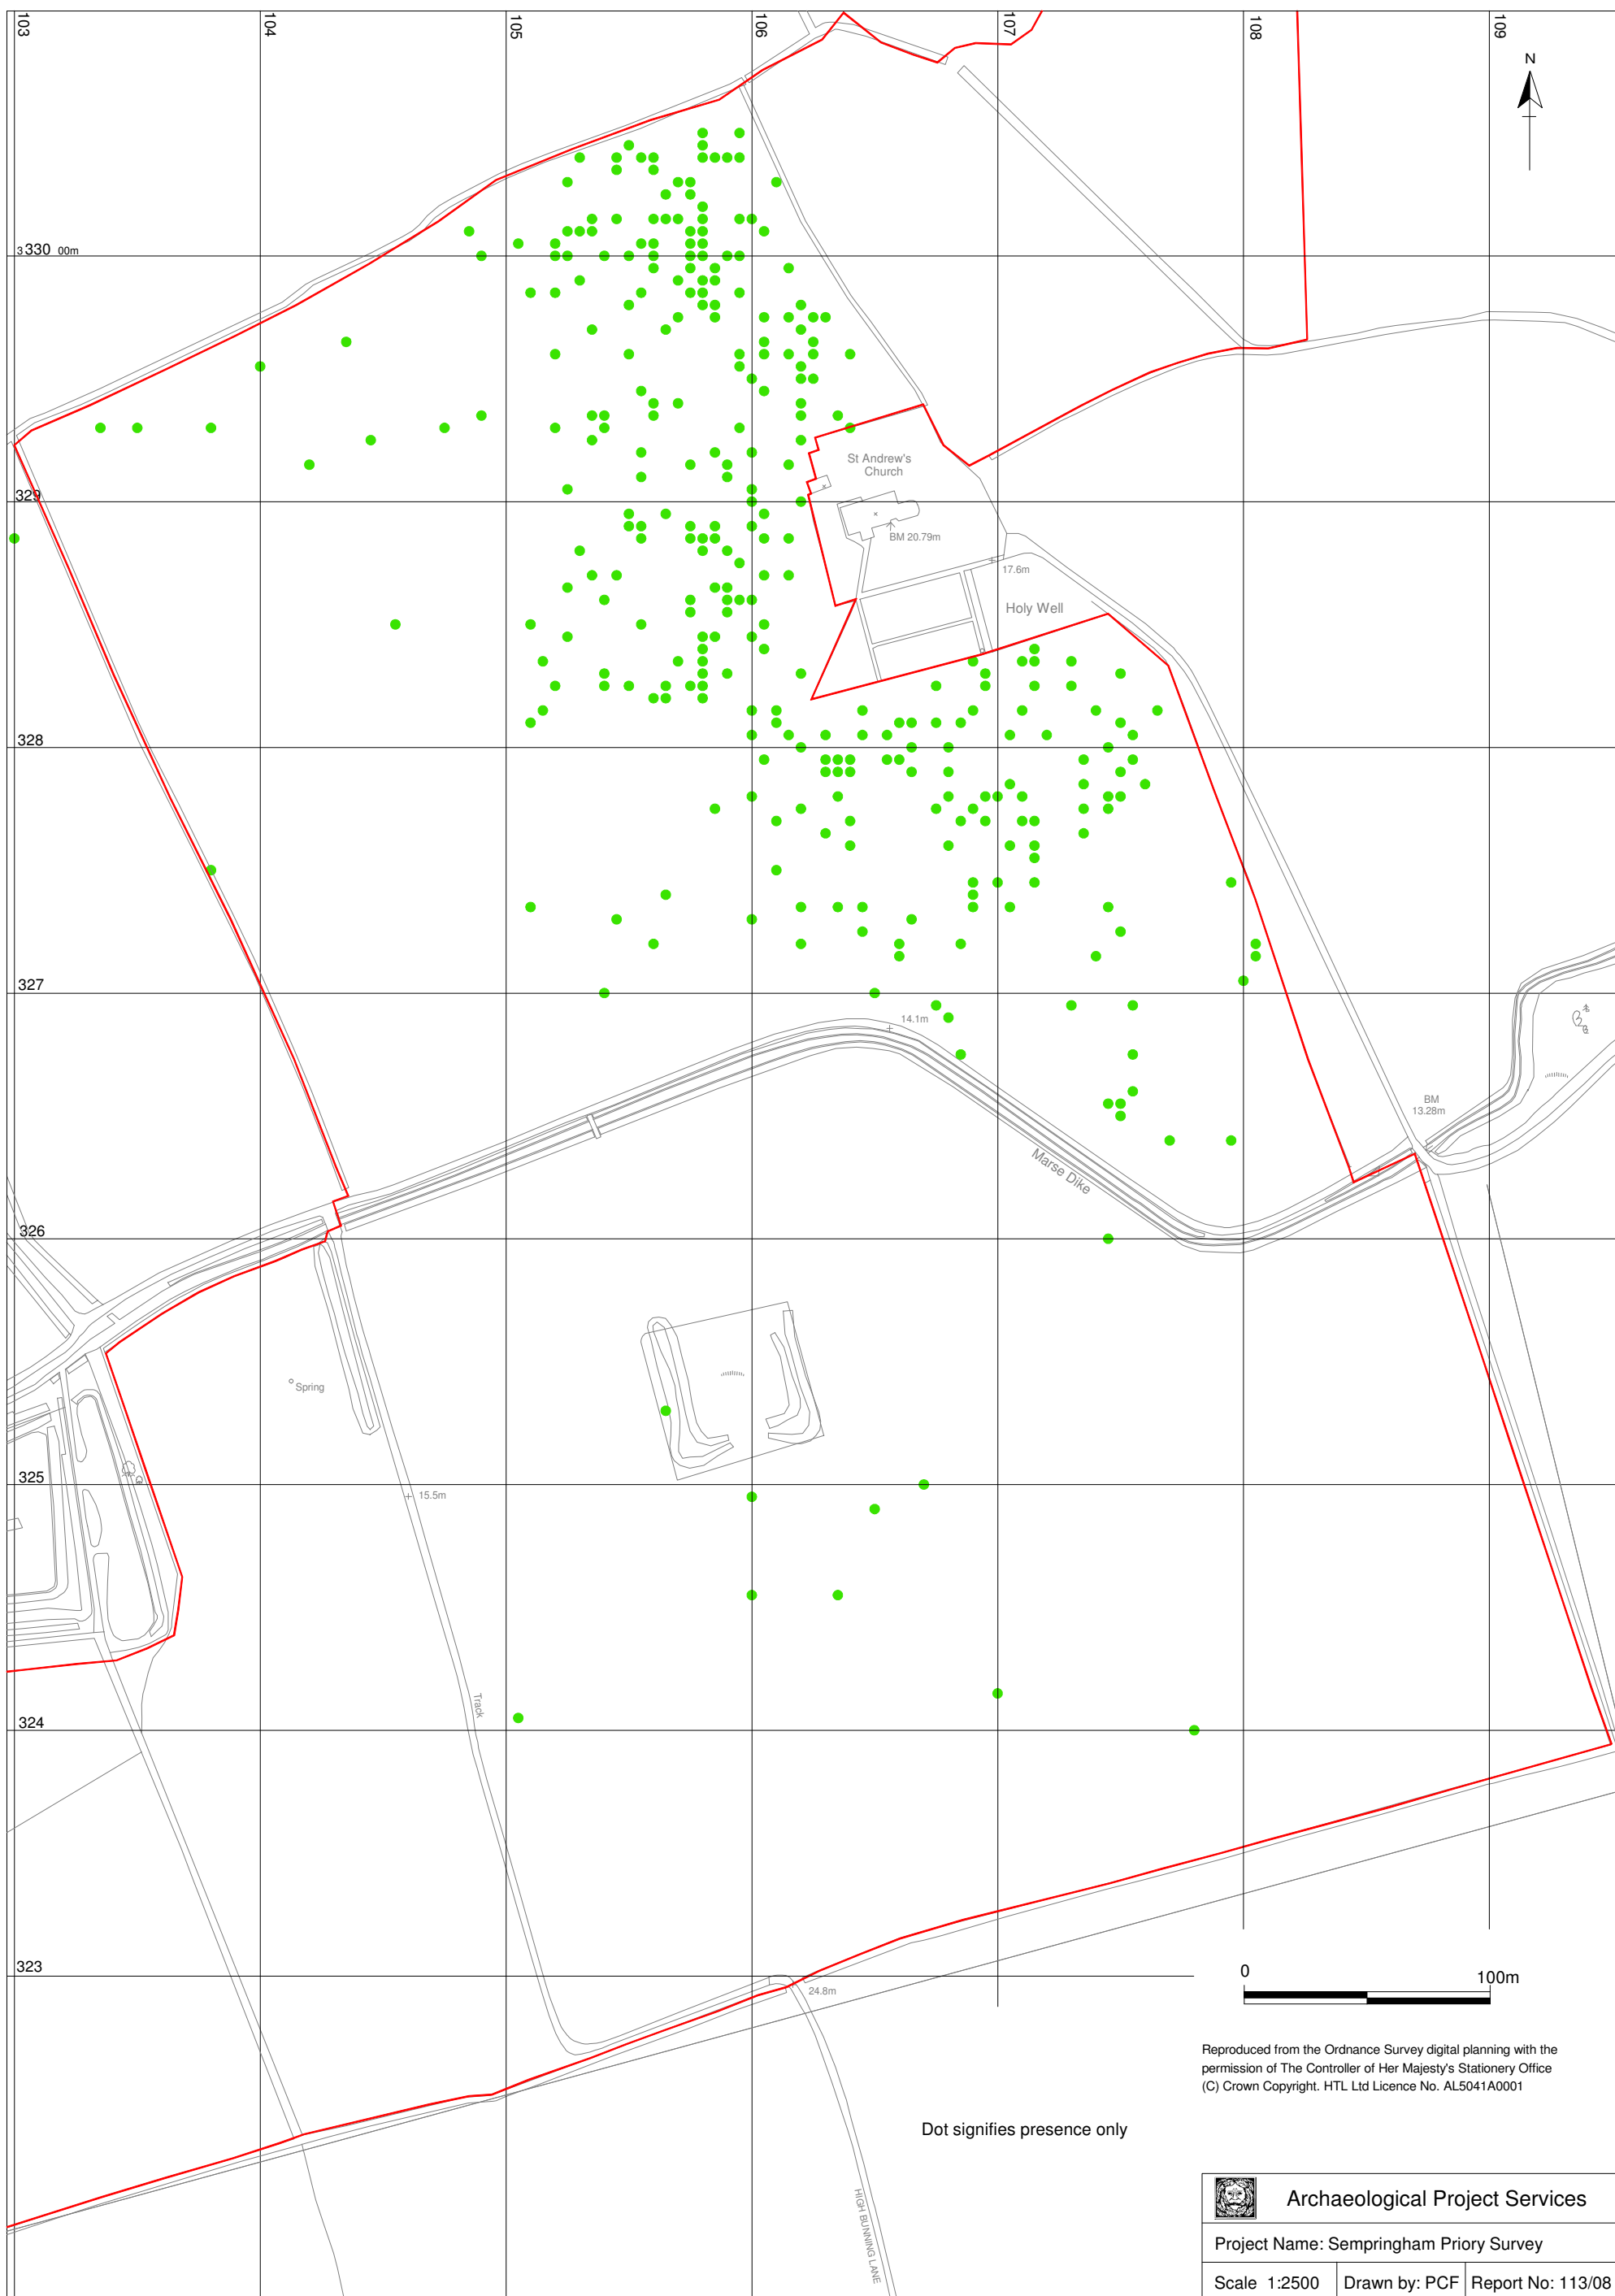 103
104
105
106
107
108
109
N
3330 00m
St Andrew's
Church
329
BM 20.79m
17.6m
Holy Well
328
327
14.1m
BM
13.28m
Marse Dike
326
Spring
325
15.5m
Track
324
323
24.8m
0
100m
Reproduced from the Ordnance Survey digital planning with the
permission of The Controller of Her Majesty's Stationery Office
(C) Crown Copyright. HTL Ltd Licence No. AL5041A0001
Dot signifies presence only
HIGH BUNNING LANE
Archaeological Project Services
Project Name: Sempringham Priory Survey
Scale 1:2500
Drawn by: PCF
Report No: 113/08